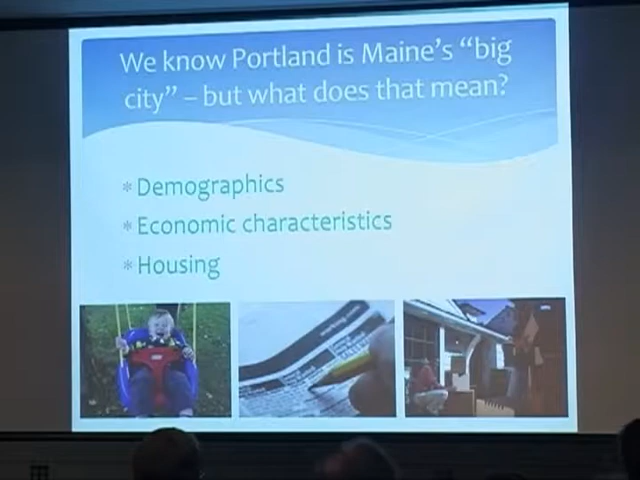 We know Portland is Maine's "big
city" – but what does that mean?
* Demographics
* Economic characteristics
* Housing